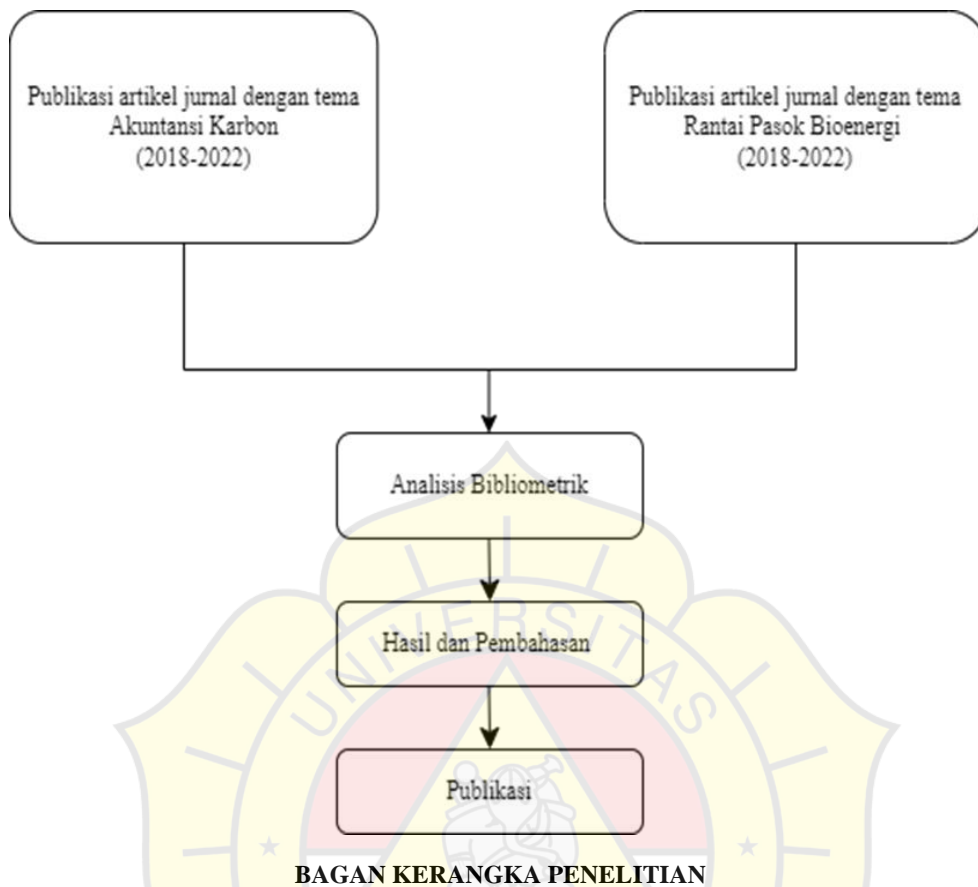 Publikasi artikel jurnal dengan tema
Akuntansi Karbon
(2018-2022)
Publikasi artikel jurnal dengan tema
Rantai Pasok Bioenergi
(2018-2022)
Analisis Bibliometrik
UNIVERSITAS
Hasil dan Pembahasan
Publikasi
BAGAN KERANGKA PENELITIAN